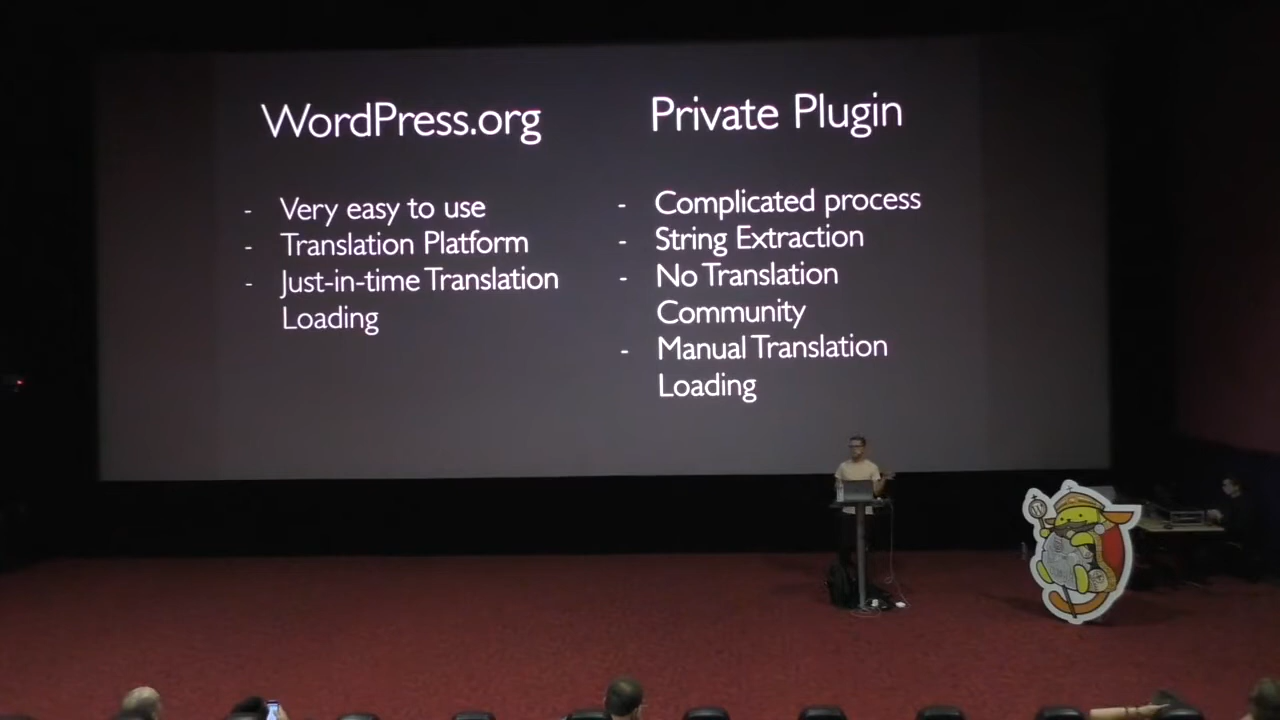 WordPress.org
- Very easy to use
- Translation Platform
- Just-in-time Translation
Loading
Private Plugin
- Complicated process
- String Extraction
- No Translation
Community
- Manual Translation
Loading